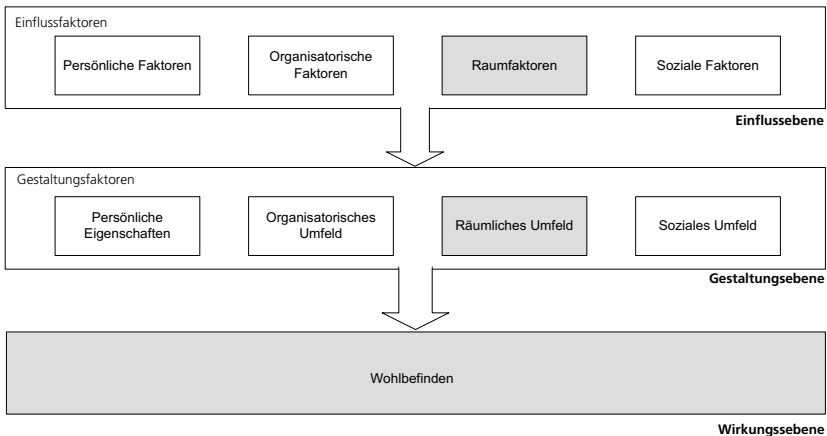 Einflussfaktoren
Persönliche Faktoren
Organisatorische
Faktoren
Raumfaktoren
Soziale Faktoren
Einflussebene
Gestaltungsfaktoren
Persönliche
Eigenschaften
Organisatorisches
Umfeld
Räumliches Umfeld
Soziales Umfeld
Gestaltungsebene
Wohlbefinden
Wirkungssebene